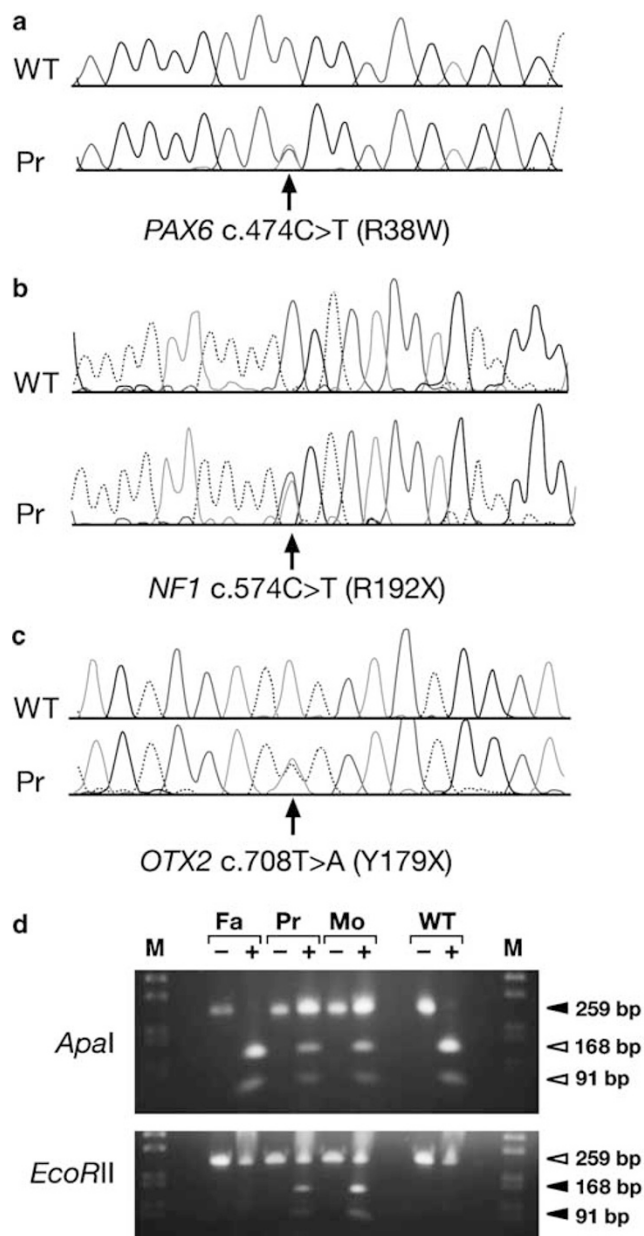 a
WT
Pr
PAX6 c.474C>T (R38W)
b
WT
Pr
NF1 c.574C>T (R192X)
c
WT
Pr
OTX2 c.708T>A (Y179X)
d
Fa Pr Mo WT
M − + − + − + − + M
ApaI
259 bp
168 bp
91 bp
EcoRII
259 bp
168 bp
91 bp